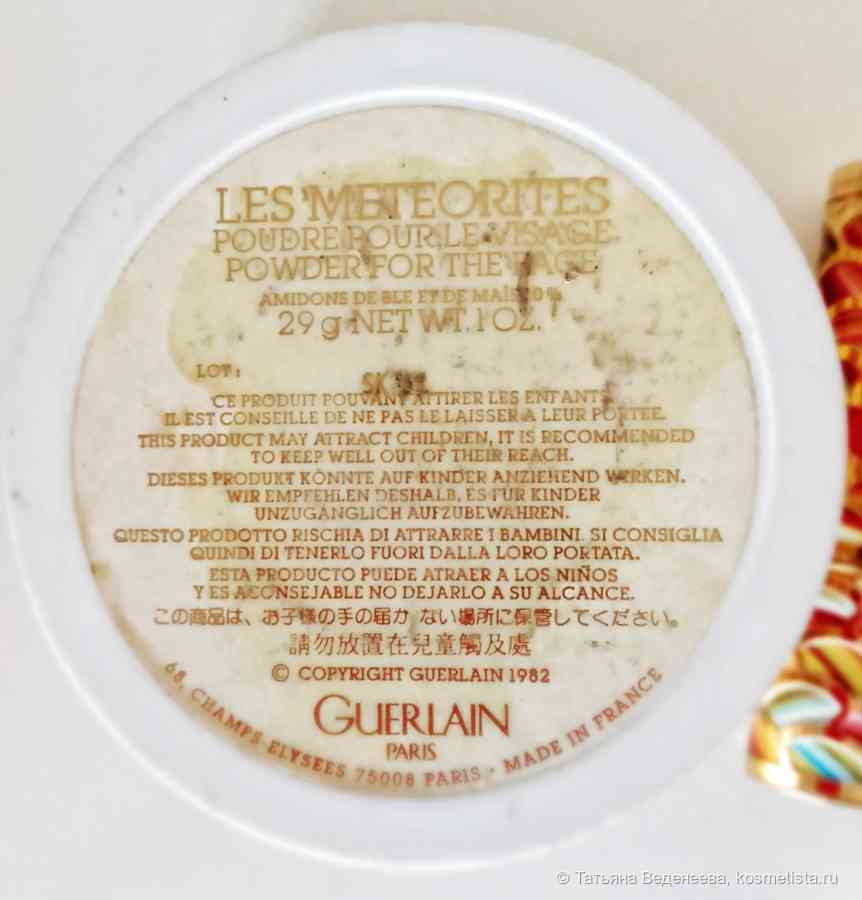 LES METEORITES
POUDRE POUR LE VISAGE
POWDER FOR THE FACE
AMIDONS DE BLE ET DE MAÏS
29 g NET WT. 1 OZ.
LOT:
CE PRODUIT POUVANT ATTIRER LES ENFANTS
IL EST CONSEILLE DE NE PAS LE LAISSER A LEUR PORTEE.
THIS PRODUCT MAY ATTRACT CHILDREN, IT IS RECOMMENDED
TO KEEP WELL OUT OF THEIR REACH.
DIESES PRODUKT KÖNNTE AUF KINDER ANZIEHEND WIRKEN.
WIR EMPFEHLEN DESHALB, ES FUR KINDER
UNZUGÄNGLICH AUFZUBEWAHREN.
QUESTO PRODOTTO RISCHIA DI ATTRARRE I BAMBINI. SI CONSIGLIA
QUINDI DI TENERLO FUORI DALLA LORO PORTATA.
ESTA PRODUCTO PUEDE ATRAER A LOS NIÑOS
Y ES ACONSEJABLE NO DEJARLO A SU ALCANCE.
この商品は、お子様の手の届か ない場所に保管してください。
請勿放置在兒童觸及處
© COPYRIGHT GUERLAIN 1982
GUERLAIN
PARIS
68, CHAMPS ELYSEES 75008 PARIS • MADE IN FRANCE
© Татьяна Веденеева, kosmetista.ru